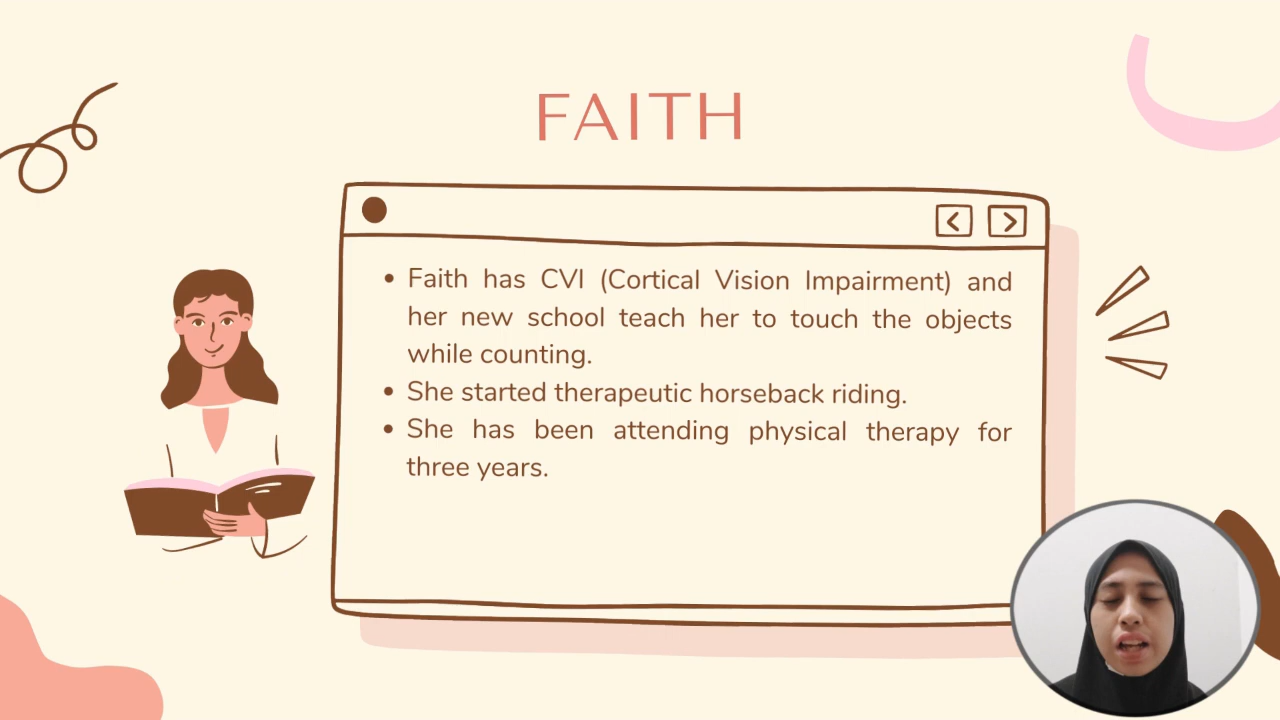 FAITH
• Faith has CVI (Cortical Vision Impairment) and
her new school teach her to touch the objects
while counting.
• She started therapeutic horseback riding.
• She has been attending physical therapy for
three years.